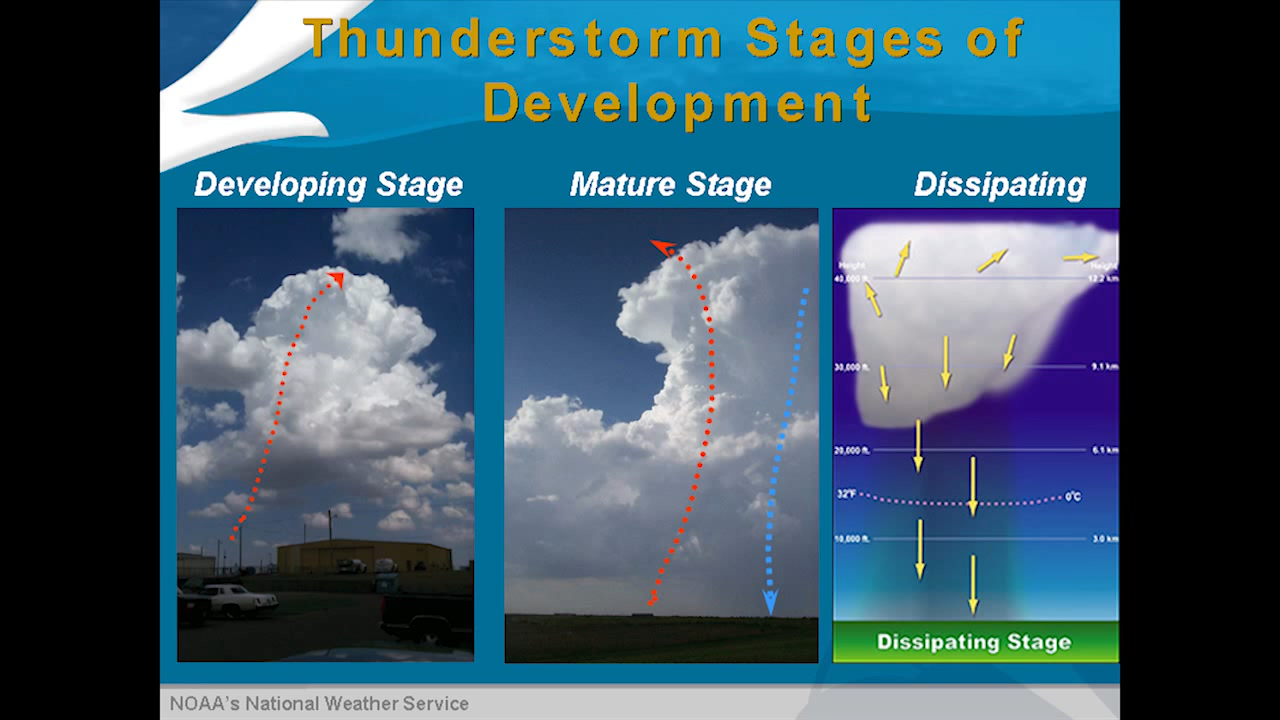 Thunderstorm Stages of
Development
Developing Stage
Mature Stage
Dissipating
Height
Height
40,000 ft.
12.2 km
30,000 ft.
9.1 km
20,000 ft.
6.1 km
32°F
0°C
10,000 ft.
3.0 km
Dissipating Stage
NOAA's National Weather Service